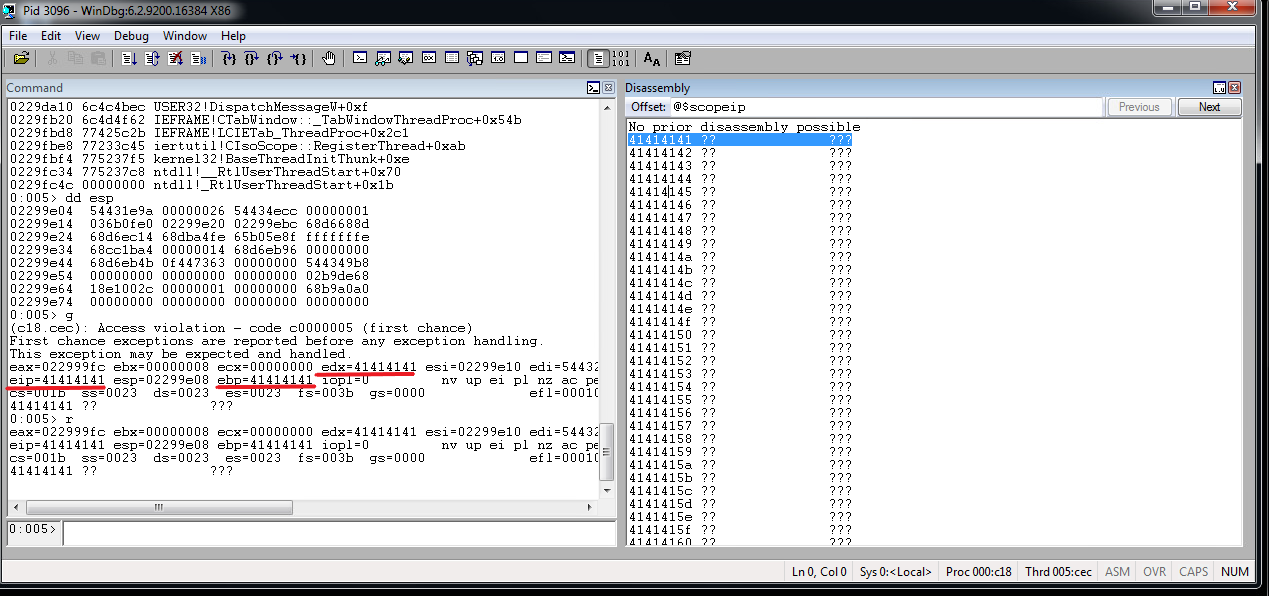 Pid 3096 - WinDbg:6.2.9200.16384 X86
File Edit View Debug Window Help
Command
0229da10 6c4c4bec USER32!DispatchMessageW+0xf
0229fb20 6c4d4f62 IEFRAME!CTabWindow::_TabWindowThreadProc+0x54b
0229fbd8 77425c2b IEFRAME!LCIETab_ThreadProc+0x2c1
0229fbe8 77233c45 iertutil!CIsoScope::RegisterThread+0xab
0229fbf4 775237f5 kernel32!BaseThreadInitThunk+0xe
0229fc34 775237c8 ntdll!__RtlUserThreadStart+0x70
0229fc4c 00000000 ntdll!_RtlUserThreadStart+0x1b
0:005> dd esp
02299e04 54431e9a 00000026 54434ecc 00000001
02299e14 036b0fe0 02299e20 02299ebc 68d6688d
02299e24 68d6ec14 68dba4fe 65b05e8f fffffffe
02299e34 68cc1ba4 00000014 68d6eb96 00000000
02299e44 68d6eb4b 0f447363 00000000 544349b8
02299e54 00000000 00000000 00000000 02b9de68
02299e64 18e1002c 00000001 00000000 68b9a0a0
02299e74 00000000 00000000 00000000 00000000
0:005> g
(c18.cec): Access violation - code c0000005 (first chance)
First chance exceptions are reported before any exception handling.
This exception may be expected and handled.
eax=022999fc ebx=00000008 ecx=00000000 edx=41414141 esi=02299e10 edi=54432
eip=41414141 esp=02299e08 ebp=41414141 iopl=0 nv up ei pl nz ac pe
cs=001b ss=0023 ds=0023 es=0023 fs=003b gs=0000 efl=00010
41414141 ?? ???
0:005> r
eax=022999fc ebx=00000008 ecx=00000000 edx=41414141 esi=02299e10 edi=54432
eip=41414141 esp=02299e08 ebp=41414141 iopl=0 nv up ei pl nz ac pe
cs=001b ss=0023 ds=0023 es=0023 fs=003b gs=0000 efl=00010
41414141 ?? ???
0:005>
Disassembly
Offset: @$scopeip Previous Next
No prior disassembly possible
41414141 ?? ???
41414142 ?? ???
41414143 ?? ???
41414144 ?? ???
41414145 ?? ???
41414146 ?? ???
41414147 ?? ???
41414148 ?? ???
41414149 ?? ???
4141414a ?? ???
4141414b ?? ???
4141414c ?? ???
4141414d ?? ???
4141414e ?? ???
4141414f ?? ???
41414150 ?? ???
41414151 ?? ???
41414152 ?? ???
41414153 ?? ???
41414154 ?? ???
41414155 ?? ???
41414156 ?? ???
41414157 ?? ???
41414158 ?? ???
41414159 ?? ???
4141415a ?? ???
4141415b ?? ???
4141415c ?? ???
4141415d ?? ???
4141415e ?? ???
4141415f ?? ???
41414160 ?? ???
Ln 0, Col 0 Sys 0:<Local> Proc 000:c18 Thrd 005:cec ASM OVR CAPS NUM